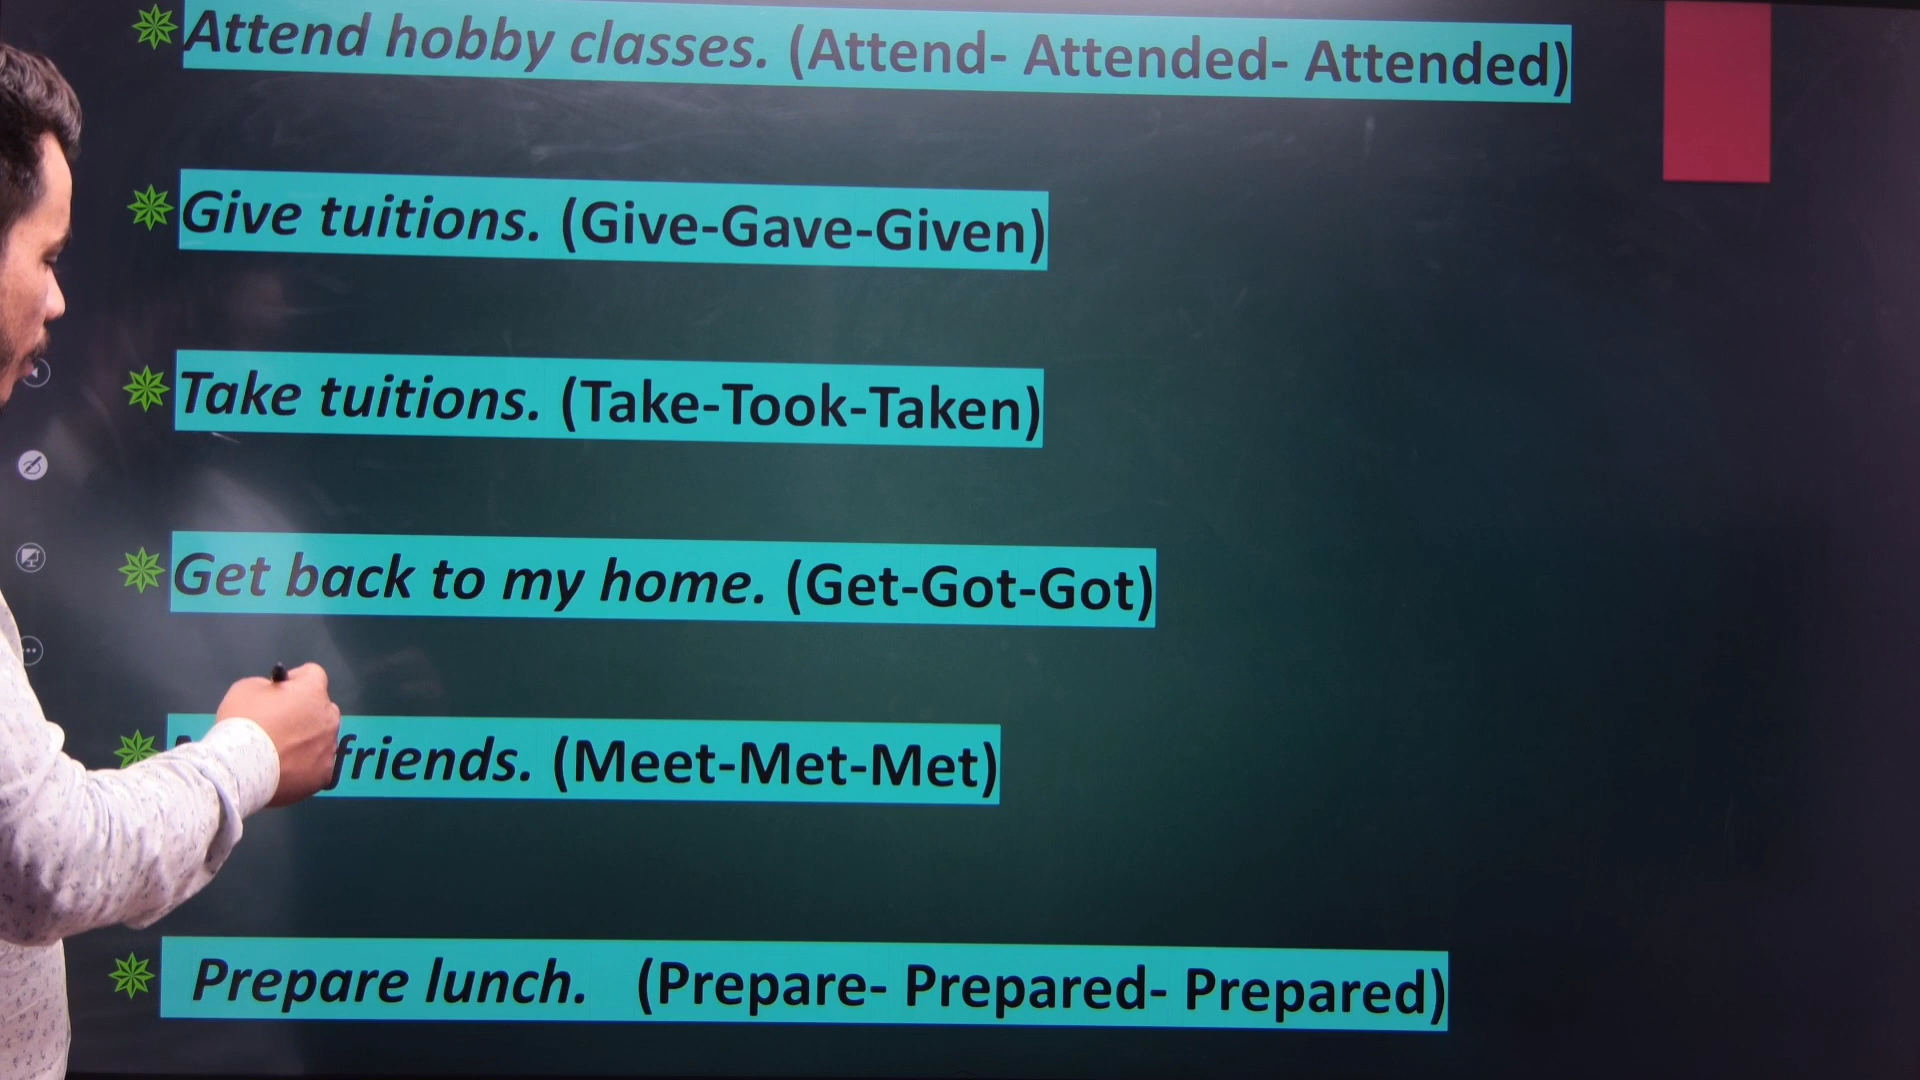 Attend hobby classes. (Attend- Attended- Attended)
Give tuitions. (Give-Gave-Given)
Take tuitions. (Take-Took-Taken)
Get back to my home. (Get-Got-Got)
friends. (Meet-Met-Met)
Prepare lunch. (Prepare- Prepared- Prepared)